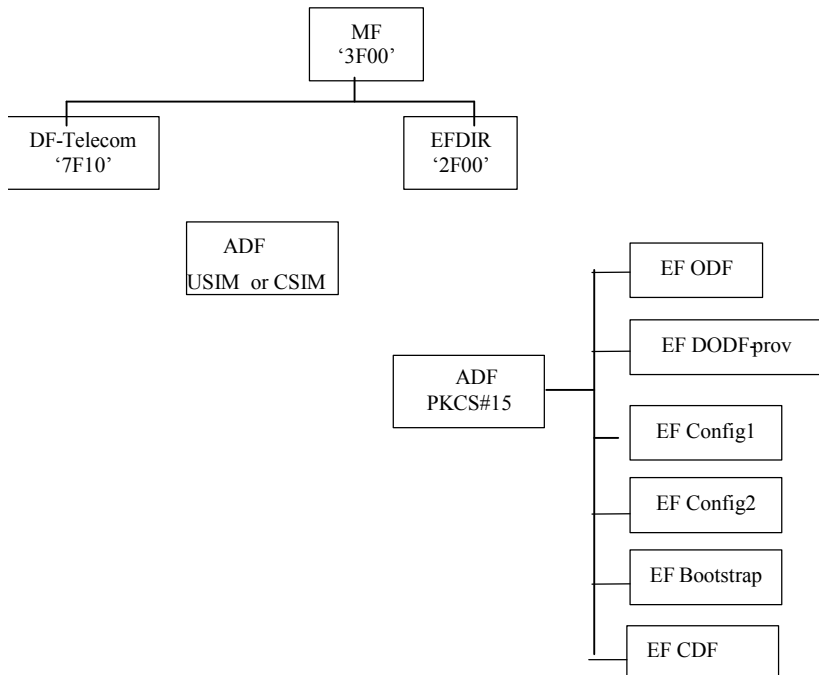 MF
‘3F00’
DF-Telecom
‘7F10’
EFDIR
‘2F00’
ADF
USIM or CSIM
EF ODF
EF DODF-prov
ADF
PKCS#15
EF Config1
EF Config2
EF Bootstrap
EF CDF